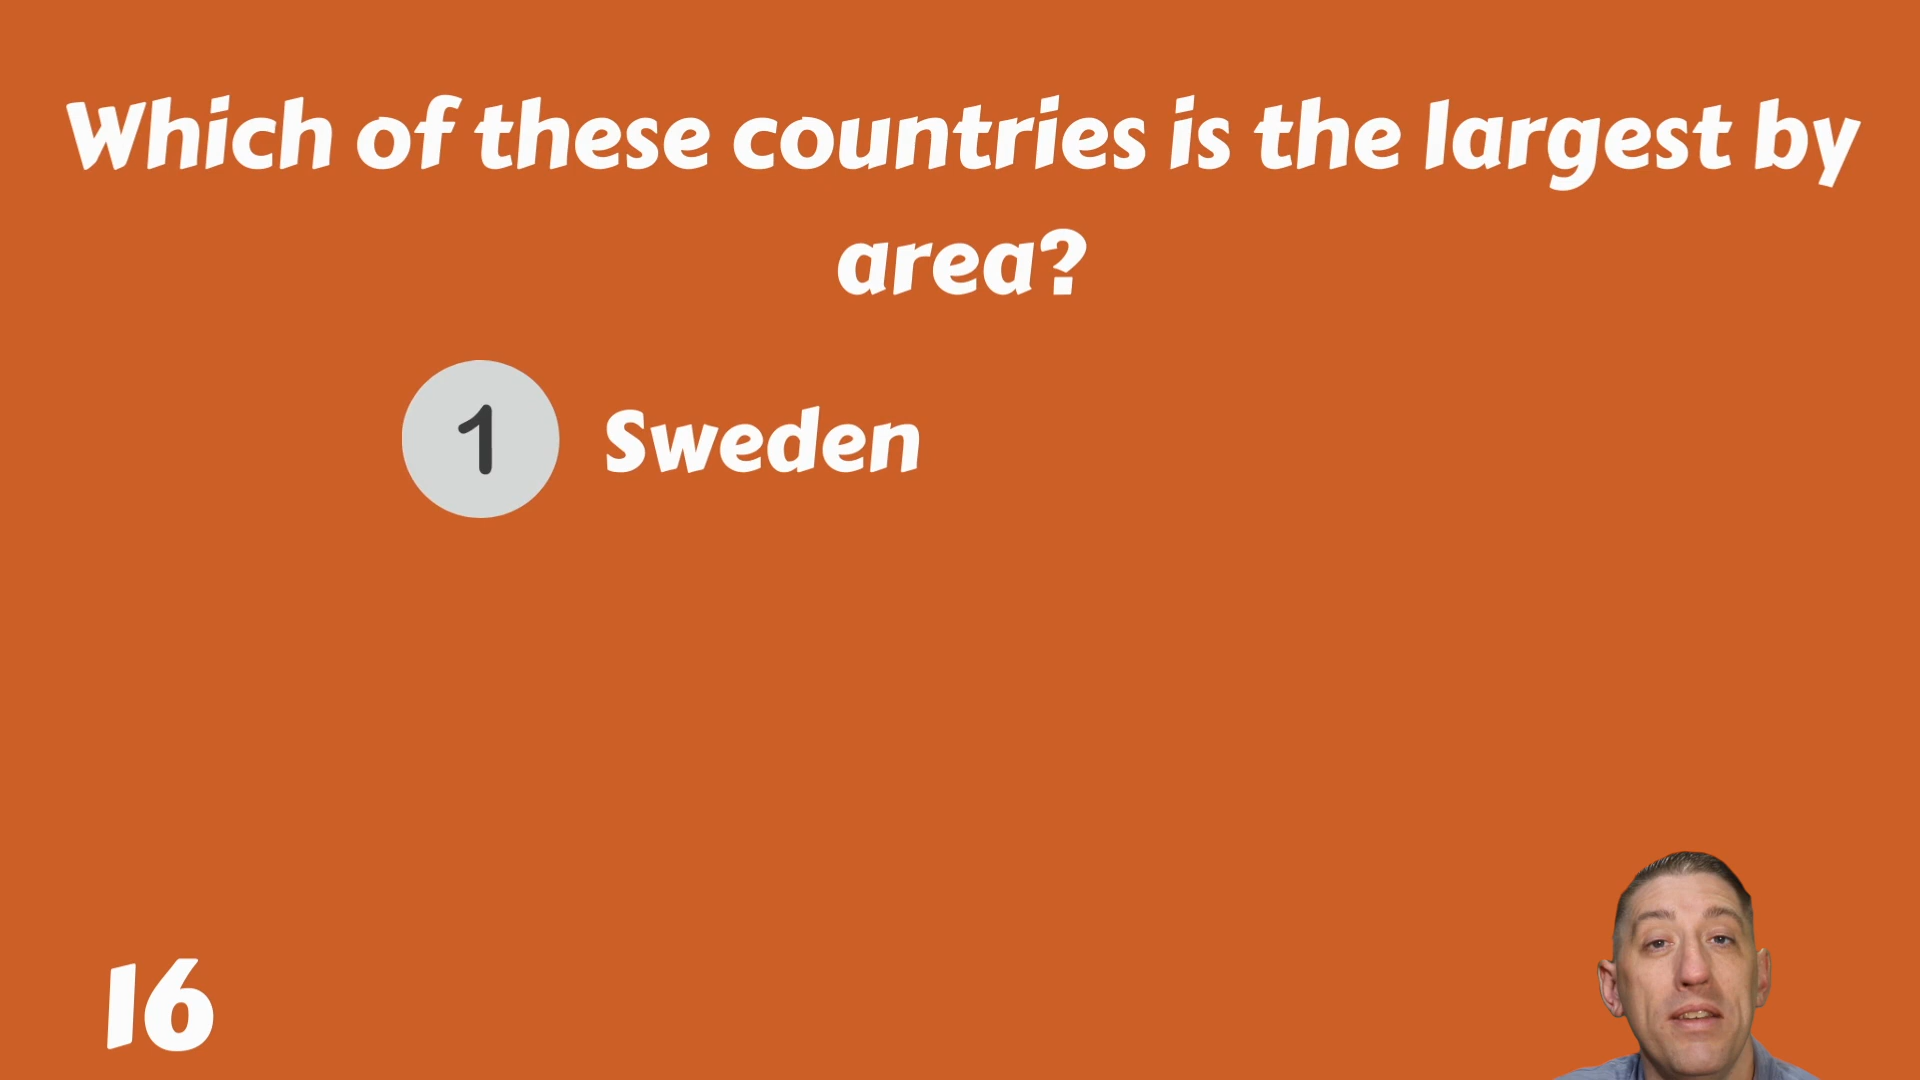 Which of these countries is the largest by
area?
1 Sweden
16